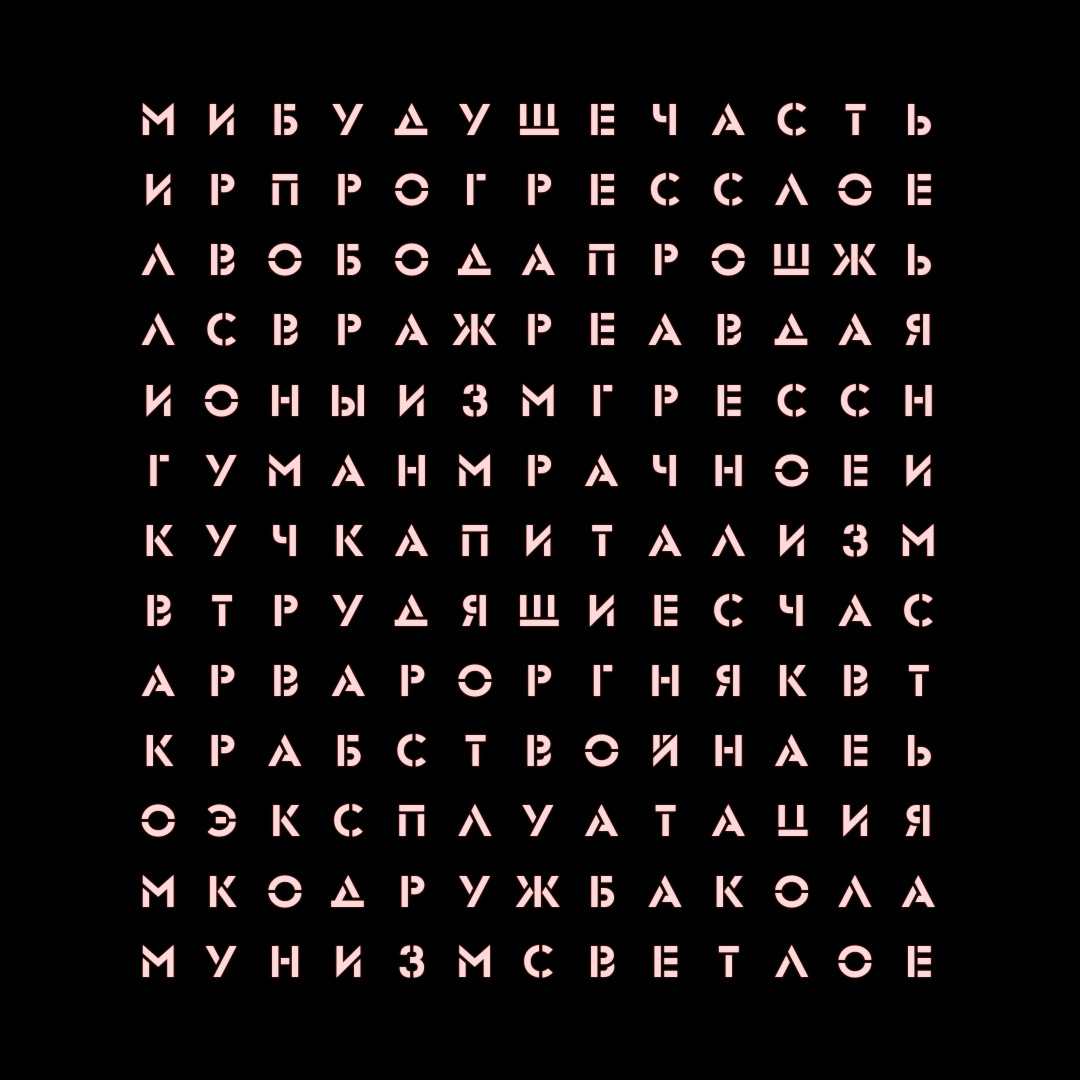 М И Б У Д У Щ Е Ч А С Т Ь
И Р П Р О Г Р Е С С Л О Е
Л В О Б О Д А П Р О Ш Ж Ь
Л С В Р А Ж Р Е А В Д А Я
И О Н Ы И З М Г Р Е С С Н
Г У М А Н М Р А Ч Н О Е И
К У Ч К А П И Т А Л И З М
В Т Р У Д Я Щ И Е С Ч А С
А Р В А Р О Р Г Н Я К В Т
К Р А Б С Т В О Й Н А Е Ь
О Э К С П Л У А Т А Ц И Я
М К О Д Р У Ж Б А К О Л А
М У Н И З М С В Е Т Л О Е